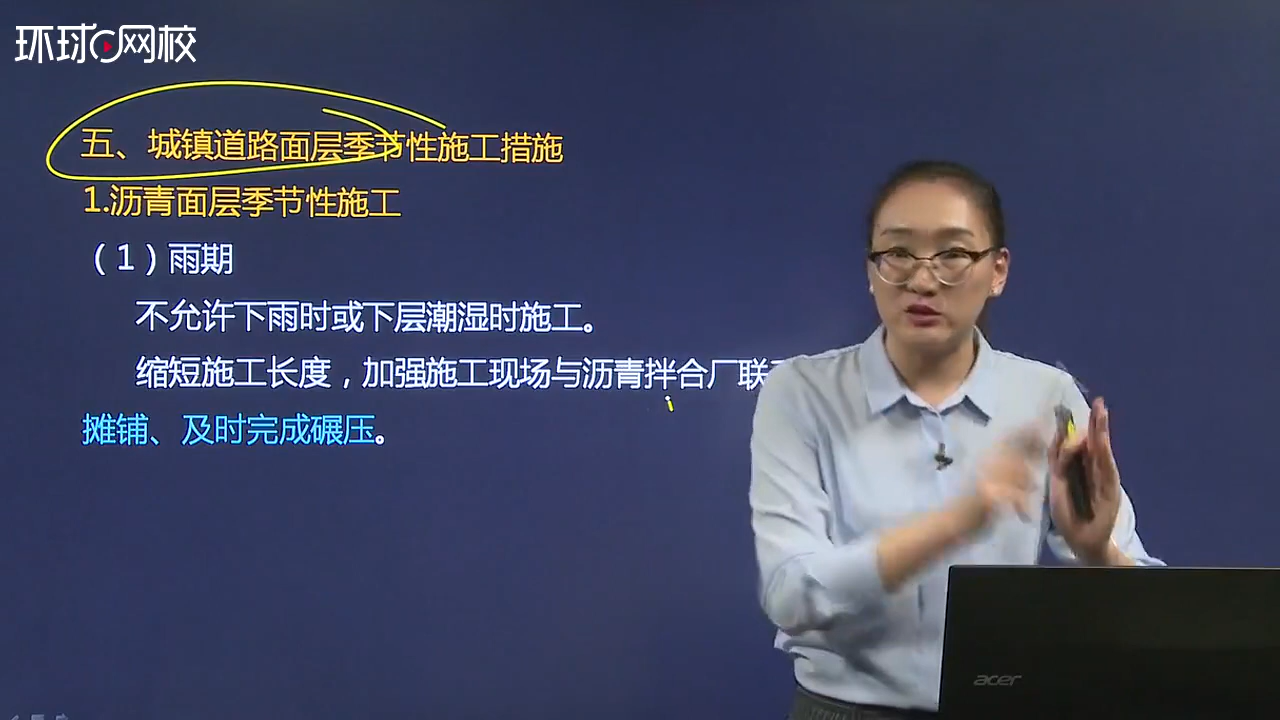 环球网校
五、城镇道路面层季节性施工措施
1.沥青面层季节性施工
（1）雨期
不允许下雨时或下层潮湿时施工。
缩短施工长度，加强施工现场与沥青拌合厂联
摊铺、及时完成碾压。
acer